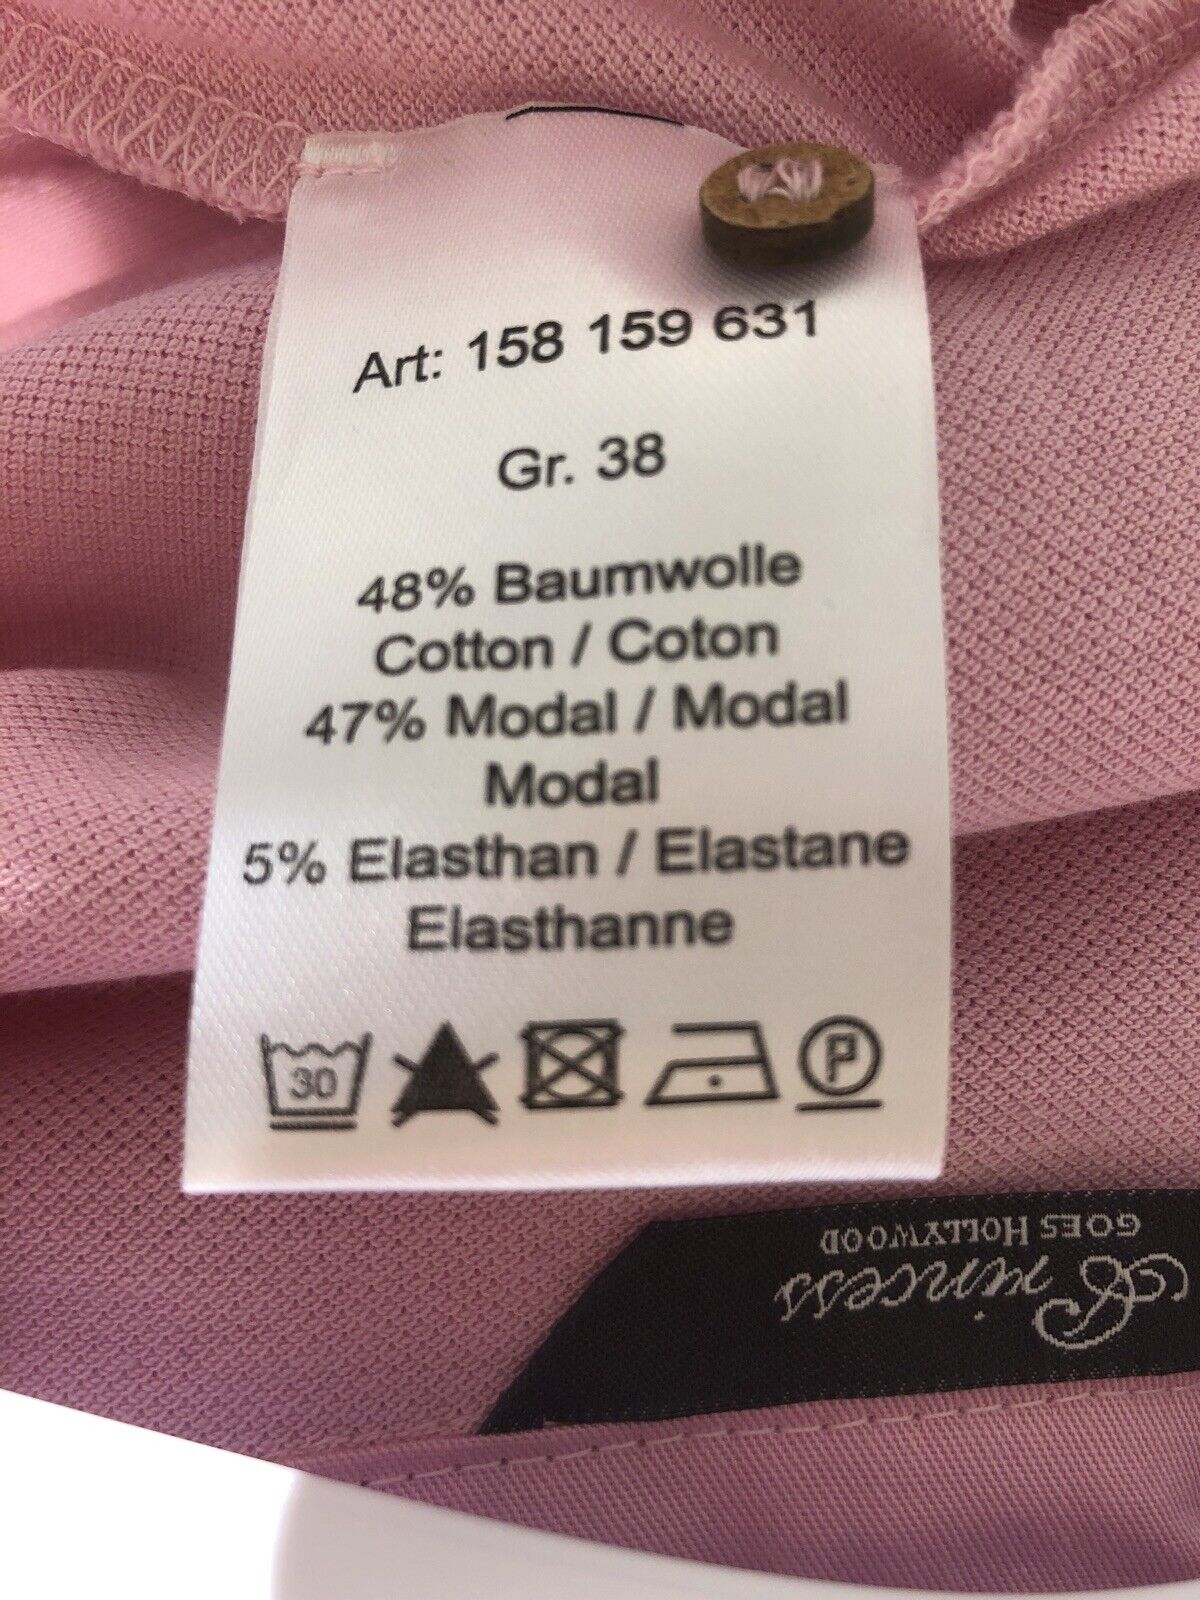 Art: 158 159 631
Gr. 38
48% Baumwolle
Cotton / Coton
47% Modal / Modal
Modal
5% Elasthan / Elastane
Elasthanne
30
P
Princess
GOES HOLLYWOOD